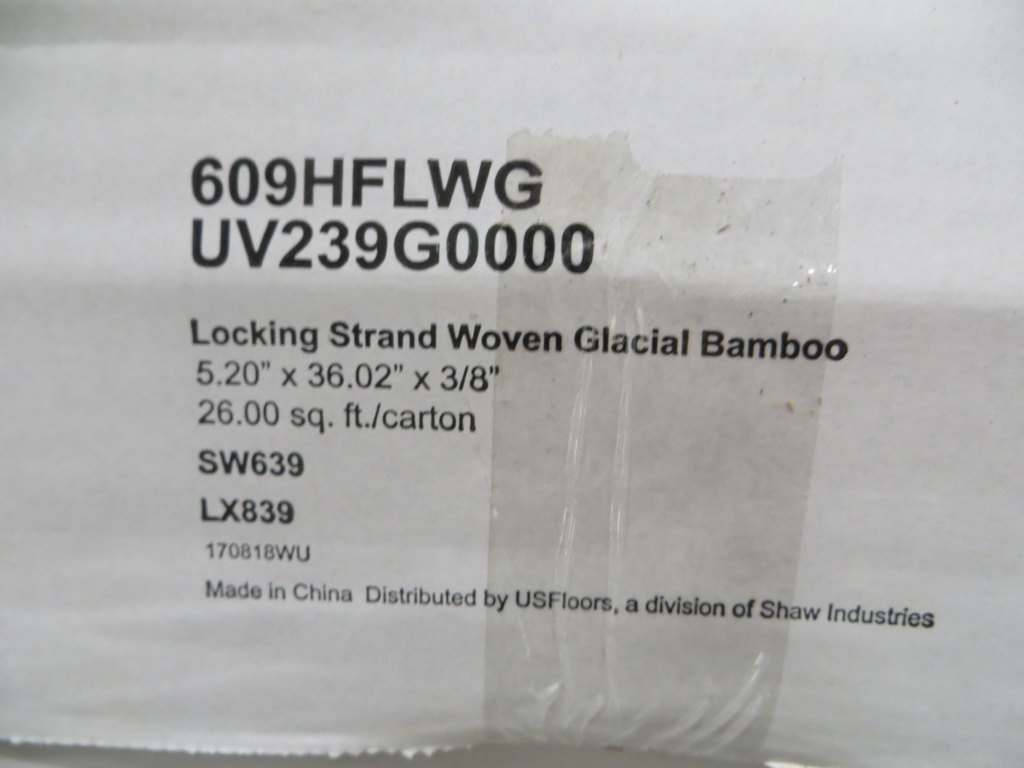 609HFLWG
UV239G0000
Locking Strand Woven Glacial Bamboo
5.20" x 36.02" x 3/8"
26.00 sq. ft./carton
SW639
LX839
170818WU
Made in China Distributed by USFloors, a division of Shaw Industries